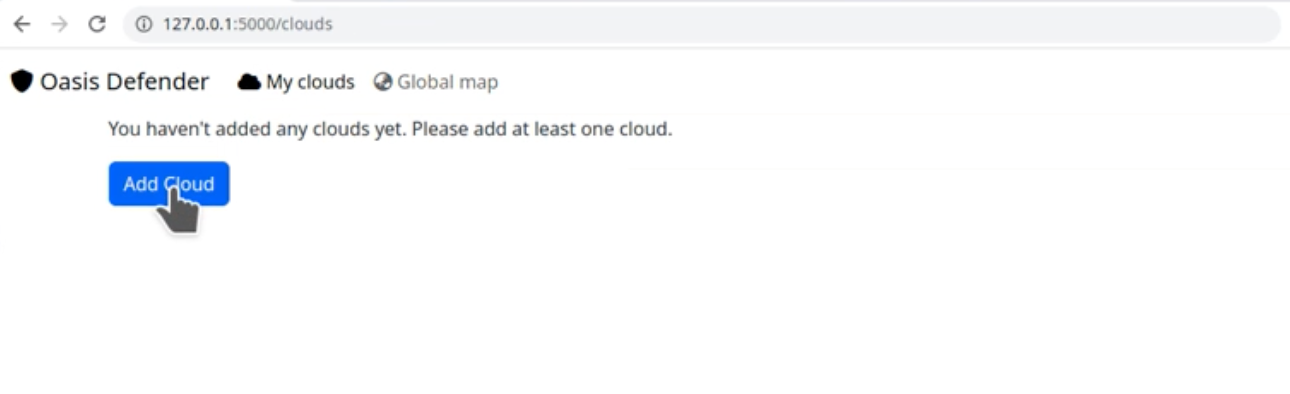 127.0.0.1:5000/clouds
Oasis Defender My clouds Global map
You haven't added any clouds yet. Please add at least one cloud.
Add Cloud